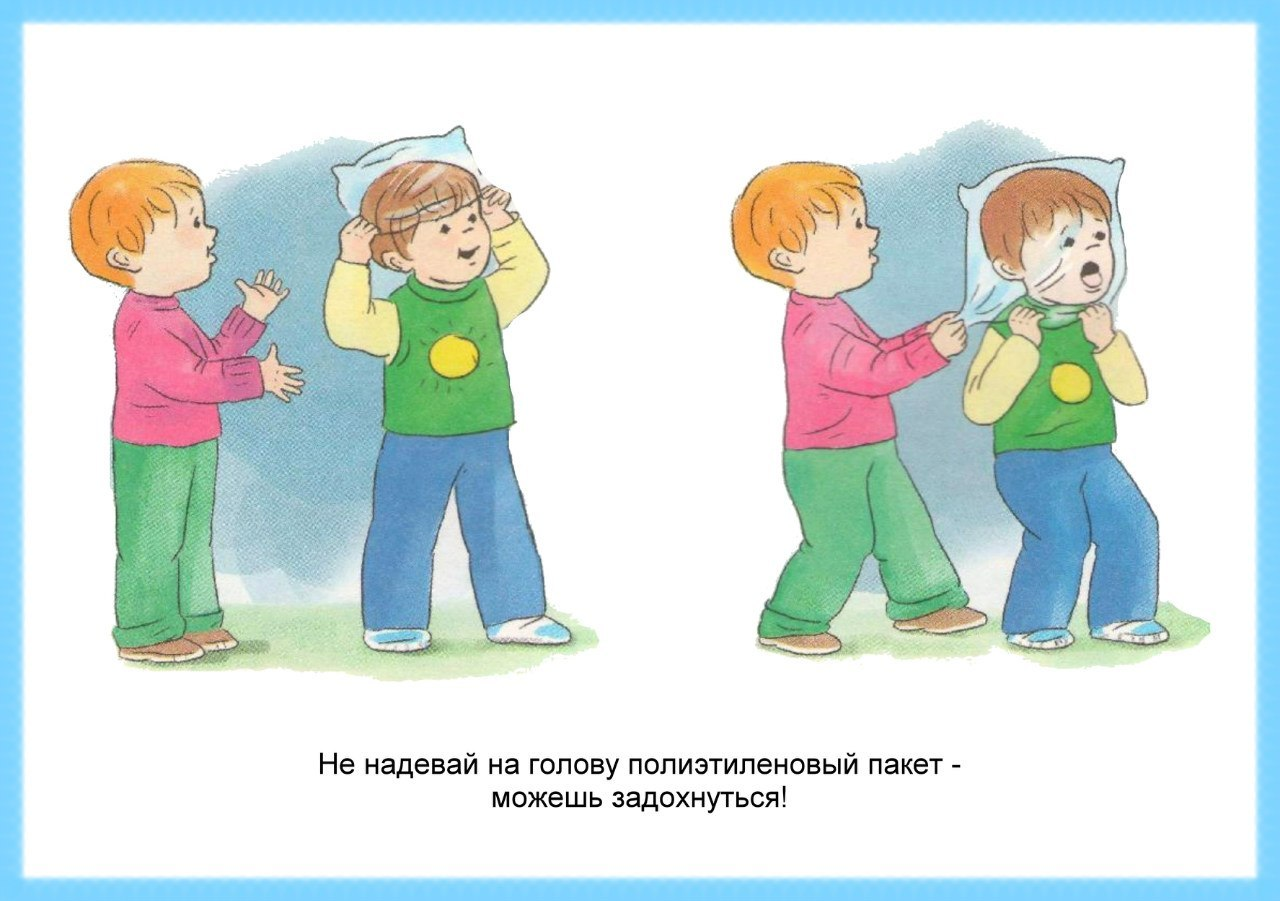 Не надевай на голову полиэтиленовый пакет -
можешь задохнуться!